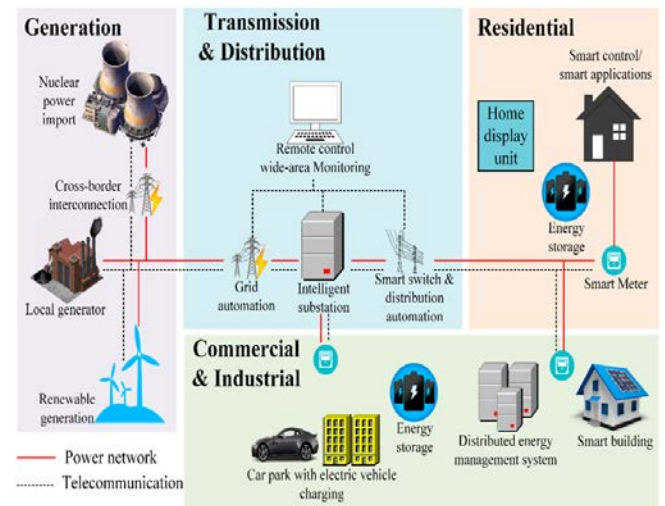 Generation
Nuclear
power
import
Cross-border
interconnection
Local generator
Renewable
generation
Transmission
& Distribution
Remote control
wide-area Monitoring
Grid
automation
Intelligent
substation
Smart switch &
distribution
automation
Residential
Smart control/
smart applications
Home
display
unit
Energy
storage
Smart Meter
Commercial
& Industrial
Car park with electric vehicle
charging
Energy
storage
Distributed energy
management system
Smart building
Power network
Telecommunication